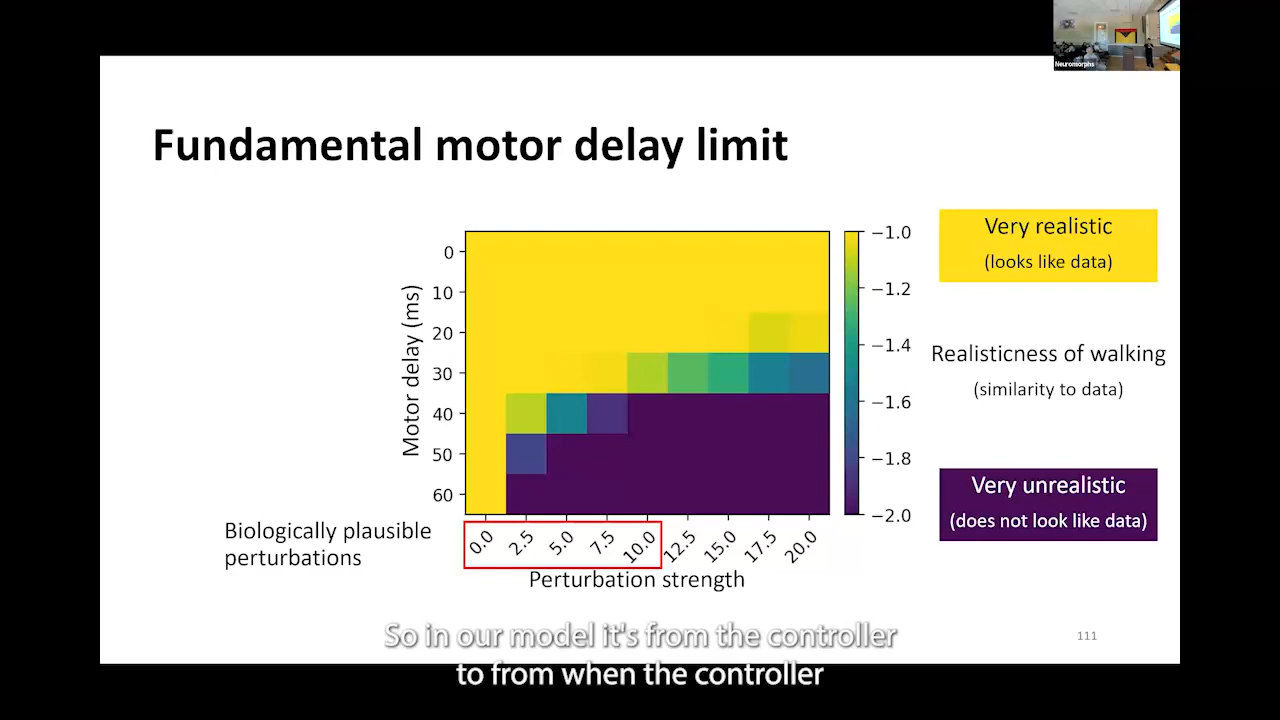 Neuromorphs
Fundamental motor delay limit
Motor delay (ms)
0
10
20
30
40
50
60
0.0
2.5
5.0
7.5
10.0
12.5
15.0
17.5
20.0
Perturbation strength
Biologically plausible
perturbations
−1.0
−1.2
−1.4
−1.6
−1.8
−2.0
Very realistic
(looks like data)
Realisticness of walking
(similarity to data)
Very unrealistic
(does not look like data)
111
So in our model it's from the controller
to from when the controller